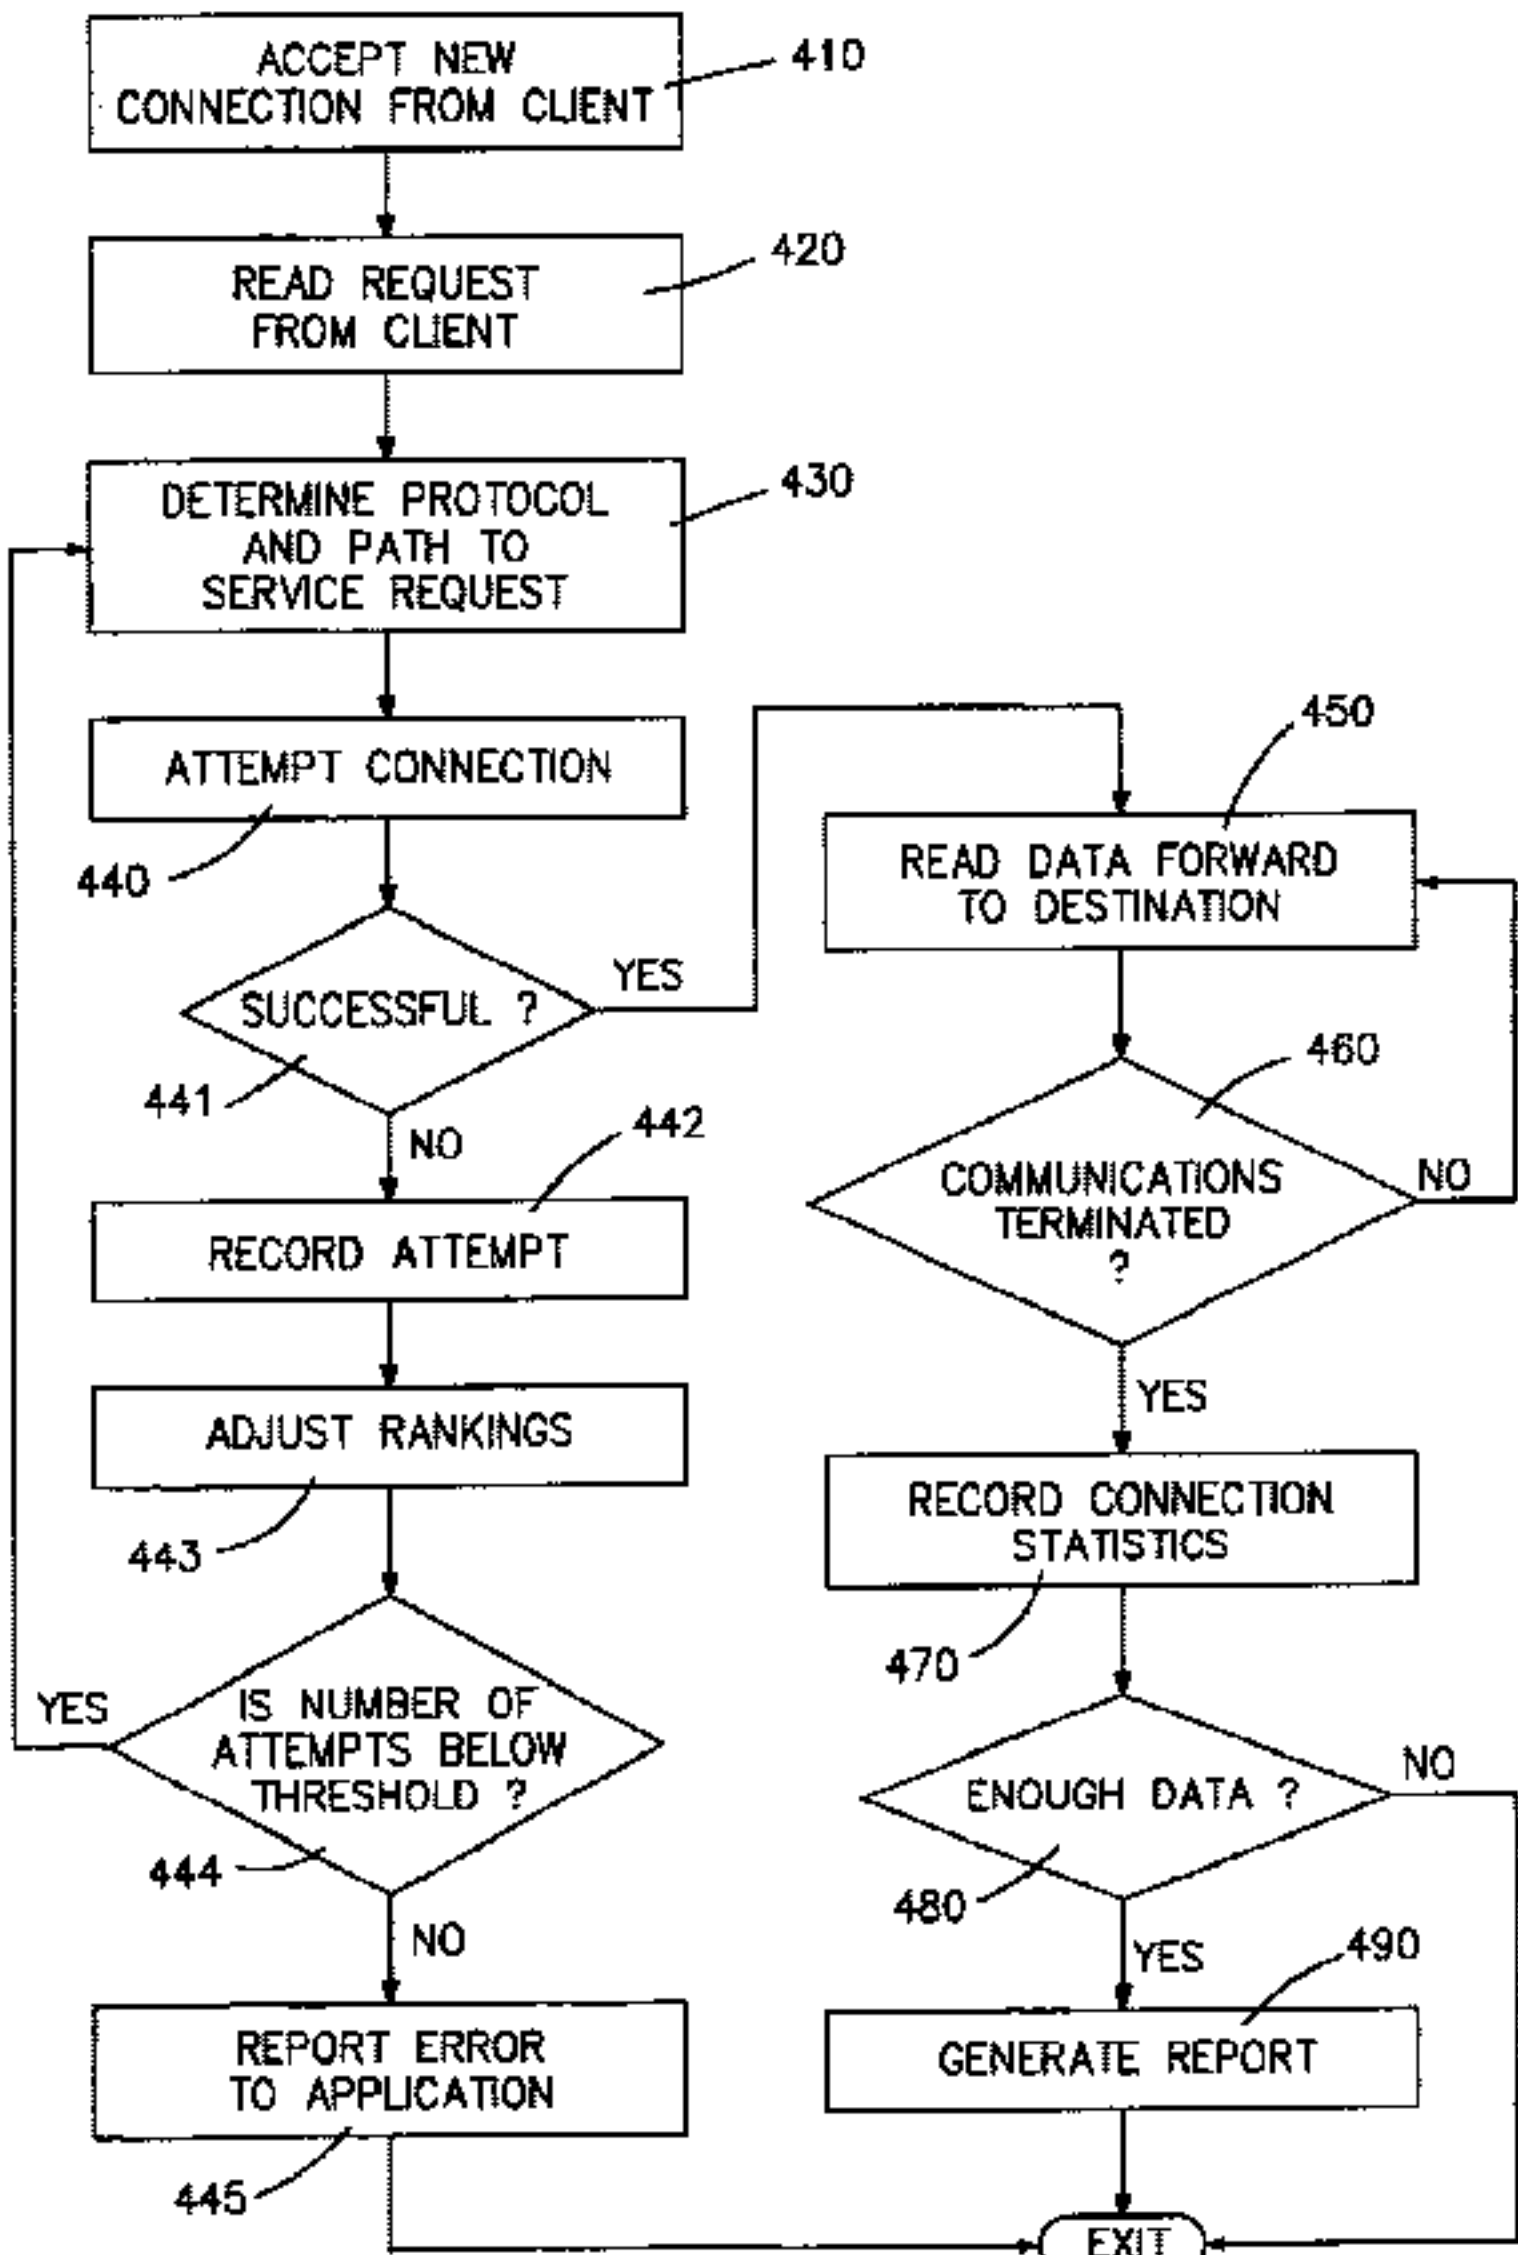 ACCEPT NEW
CONNECTION FROM CLIENT
410
READ REQUEST
FROM CLIENT
420
DETERMINE PROTOCOL
AND PATH TO
SERVICE REQUEST
430
ATTEMPT CONNECTION
440
SUCCESSFUL ?
441
YES
NO
RECORD ATTEMPT
442
ADJUST RANKINGS
443
IS NUMBER OF
ATTEMPTS BELOW
THRESHOLD ?
444
YES
NO
REPORT ERROR
TO APPLICATION
445
READ DATA FORWARD
TO DESTINATION
450
COMMUNICATIONS
TERMINATED
?
460
NO
YES
RECORD CONNECTION
STATISTICS
470
ENOUGH DATA ?
480
NO
YES
GENERATE REPORT
490
EXIT